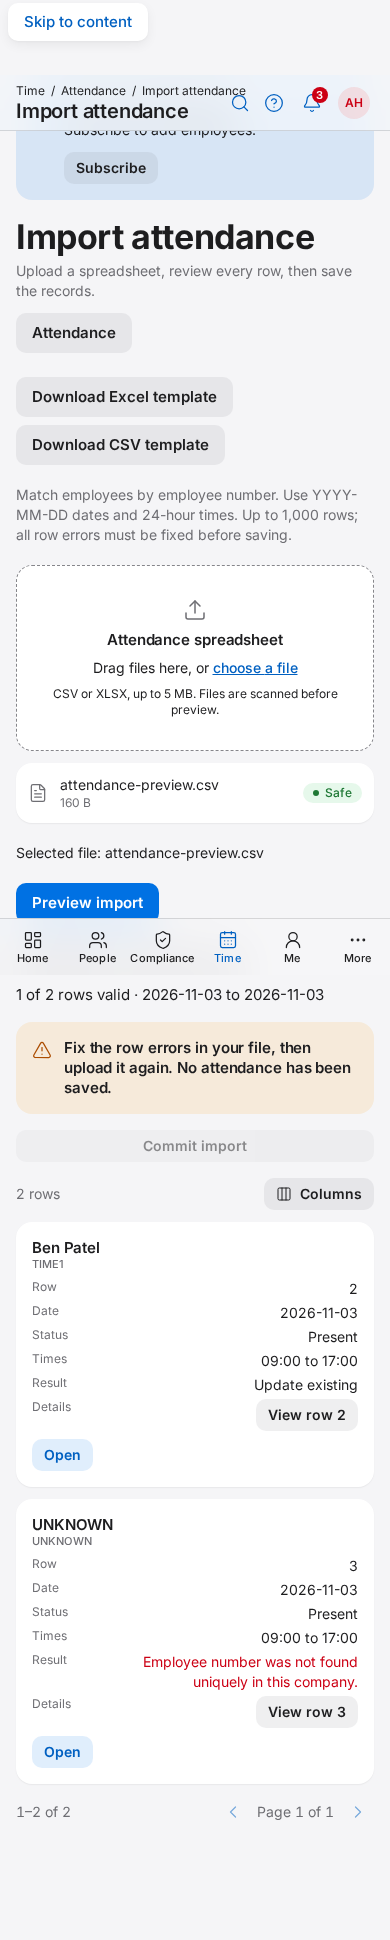 Skip to content
Time / Attendance / Import attendance
Import attendance
3
AH
Subscribe to add employees.
Subscribe
Import attendance
Upload a spreadsheet, review every row, then save
the records.
Attendance
Download Excel template
Download CSV template
Match employees by employee number. Use YYYY-
MM-DD dates and 24-hour times. Up to 1,000 rows;
all row errors must be fixed before saving.
Attendance spreadsheet
Drag files here, or choose a file
CSV or XLSX, up to 5 MB. Files are scanned before
preview.
attendance-preview.csv
160 B
Safe
Selected file: attendance-preview.csv
Preview import
Home People Compliance Time Me More
1 of 2 rows valid · 2026-11-03 to 2026-11-03
Fix the row errors in your file, then
upload it again. No attendance has been
saved.
Commit import
2 rows
Columns
Ben Patel
TIME1
Row 2
Date 2026-11-03
Status Present
Times 09:00 to 17:00
Result Update existing
Details View row 2
Open
UNKNOWN
UNKNOWN
Row 3
Date 2026-11-03
Status Present
Times 09:00 to 17:00
Result Employee number was not found
uniquely in this company.
Details View row 3
Open
1–2 of 2
Page 1 of 1